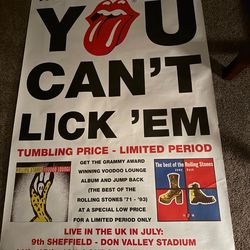 YOU
CAN'T
LICK 'EM
TUMBLING PRICE - LIMITED PERIOD
GET THE GRAMMY AWARD
WINNING VOODOO LOUNGE
ALBUM AND JUMP BACK
(THE BEST OF THE
ROLLING STONES '71 - '93)
AT A SPECIAL LOW PRICE
FOR A LIMITED PERIOD ONLY
VOODOO LOUNGE
The best of the Rolling Stones
LIVE IN THE UK IN JULY:
9th SHEFFIELD - DON VALLEY STADIUM